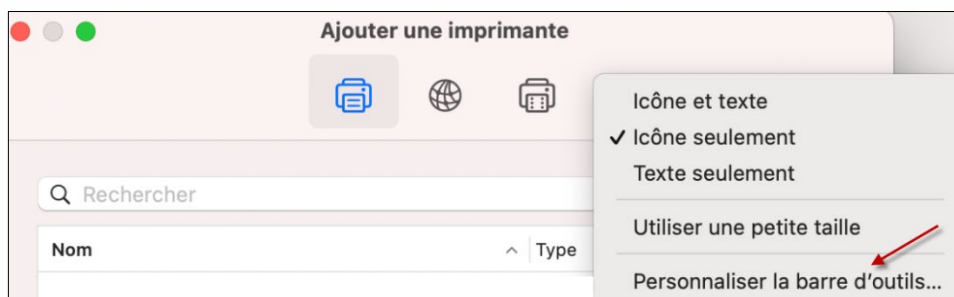 Ajouter une imprimante
Icône et texte
✓ Icône seulement
Texte seulement
Rechercher
Utiliser une petite taille
Nom
Type
Personnaliser la barre d'outils...